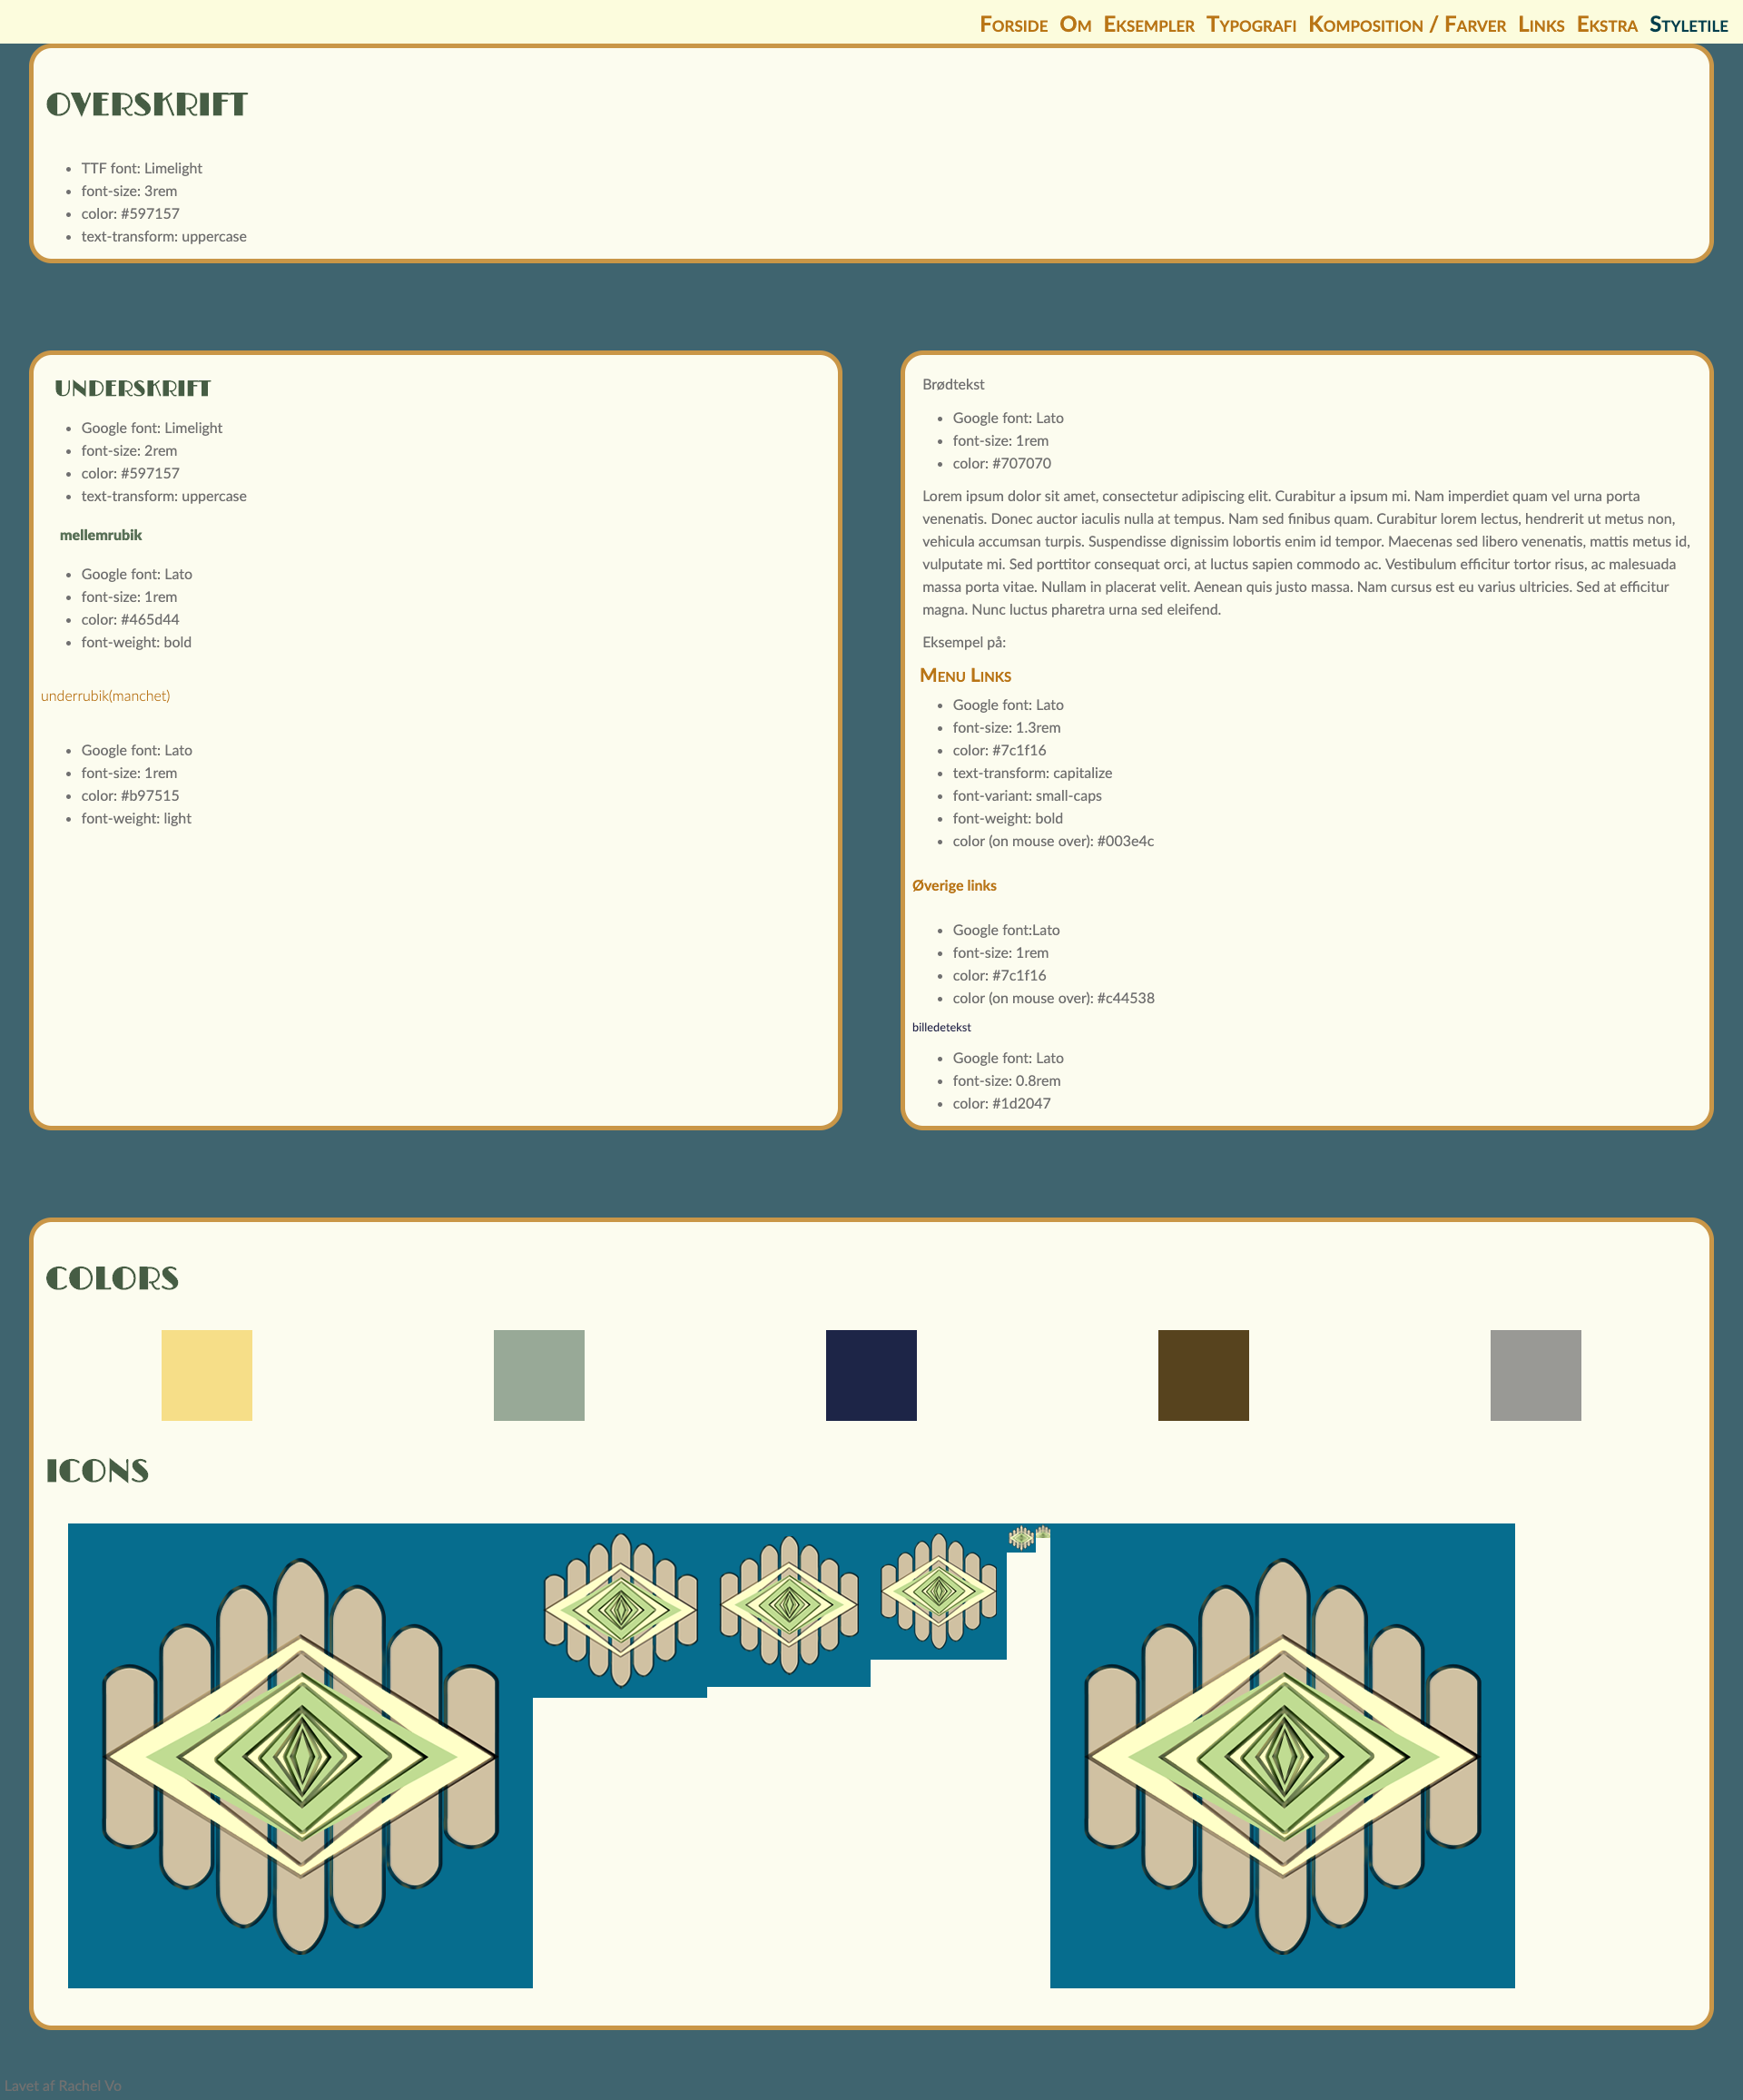 Forside Om Eksempler Typografi Komposition / Farver Links Ekstra Styletile
OVERSKRIFT
• TTF font: Limelight
• font-size: 3rem
• color: #597157
• text-transform: uppercase
UNDERSKRIFT
• Google font: Limelight
• font-size: 2rem
• color: #597157
• text-transform: uppercase
mellemrubik
• Google font: Lato
• font-size: 1rem
• color: #465d44
• font-weight: bold
underrubik(manchet)
• Google font: Lato
• font-size: 1rem
• color: #b97515
• font-weight: light
Brødtekst
• Google font: Lato
• font-size: 1rem
• color: #707070
Lorem ipsum dolor sit amet, consectetur adipiscing elit. Curabitur a ipsum mi. Nam imperdiet quam vel urna porta
venenatis. Donec auctor iaculis nulla at tempus. Nam sed finibus quam. Curabitur lorem lectus, hendrerit ut metus non,
vehicula accumsan turpis. Suspendisse dignissim lobortis enim id tempor. Maecenas sed libero venenatis, mattis metus id,
vulputate mi. Sed porttitor consequat orci, at luctus sapien commodo ac. Vestibulum efficitur tortor risus, ac malesuada
massa porta vitae. Nullam in placerat velit. Aenean quis justo massa. Nam cursus est eu varius ultricies. Sed at efficitur
magna. Nunc luctus pharetra urna sed eleifend.
Eksempel på:
Menu Links
• Google font: Lato
• font-size: 1.3rem
• color: #7c1f16
• text-transform: capitalize
• font-variant: small-caps
• font-weight: bold
• color (on mouse over): #003e4c
Øverige links
• Google font:Lato
• font-size: 1rem
• color: #7c1f16
• color (on mouse over): #c44538
billedetekst
• Google font: Lato
• font-size: 0.8rem
• color: #1d2047
COLORS
ICONS
Lavet af Rachel Vo